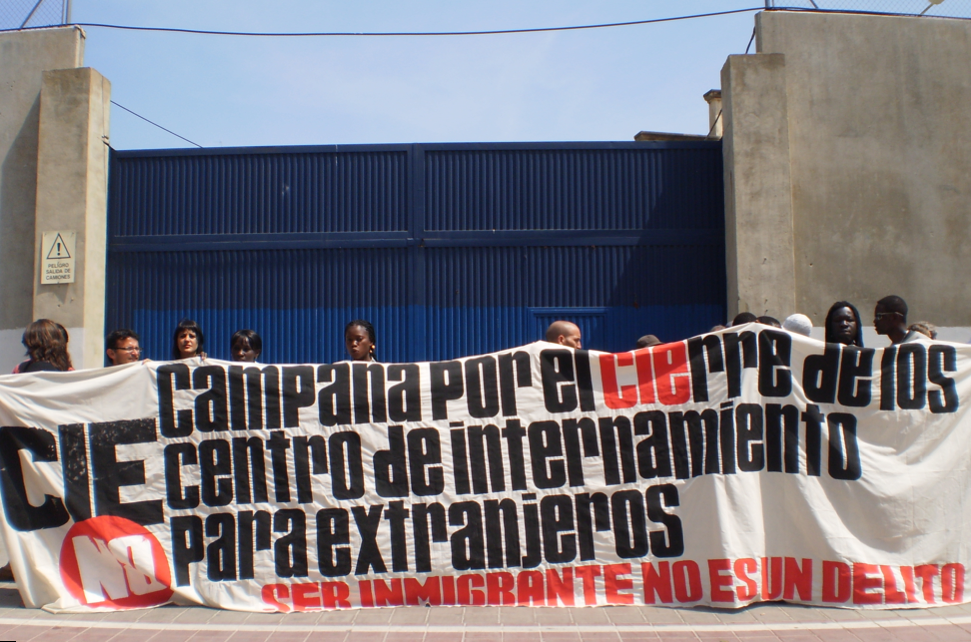 PELIGRO
SALIDA DE
CAMIONES
Campana por el cierre de los
CIE
centro de internamiento
para extranjeros
NO
SER INMIGRANTE NO ES UN DELITO